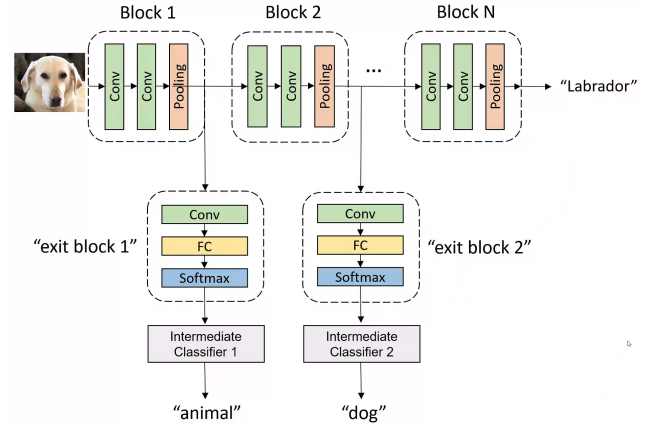 Block 1
Block 2
Block N
Conv
Conv
Pooling
Conv
Conv
Pooling
...
Conv
Conv
Pooling
“Labrador”
“exit block 1”
Conv
FC
Softmax
Conv
FC
Softmax
“exit block 2”
Intermediate
Classifier 1
Intermediate
Classifier 2
“animal”
“dog”